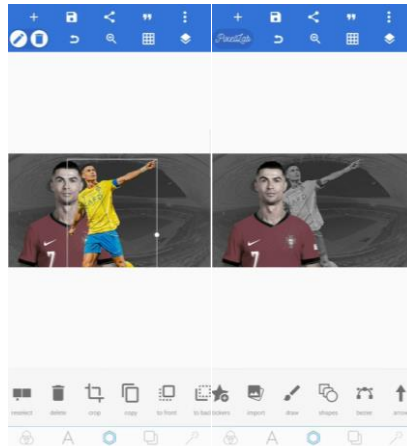 PixelLab
7
7
reselect
delete
crop
copy
to front
to back
stickers
import
draw
shapes
bezier
arrow
A
A